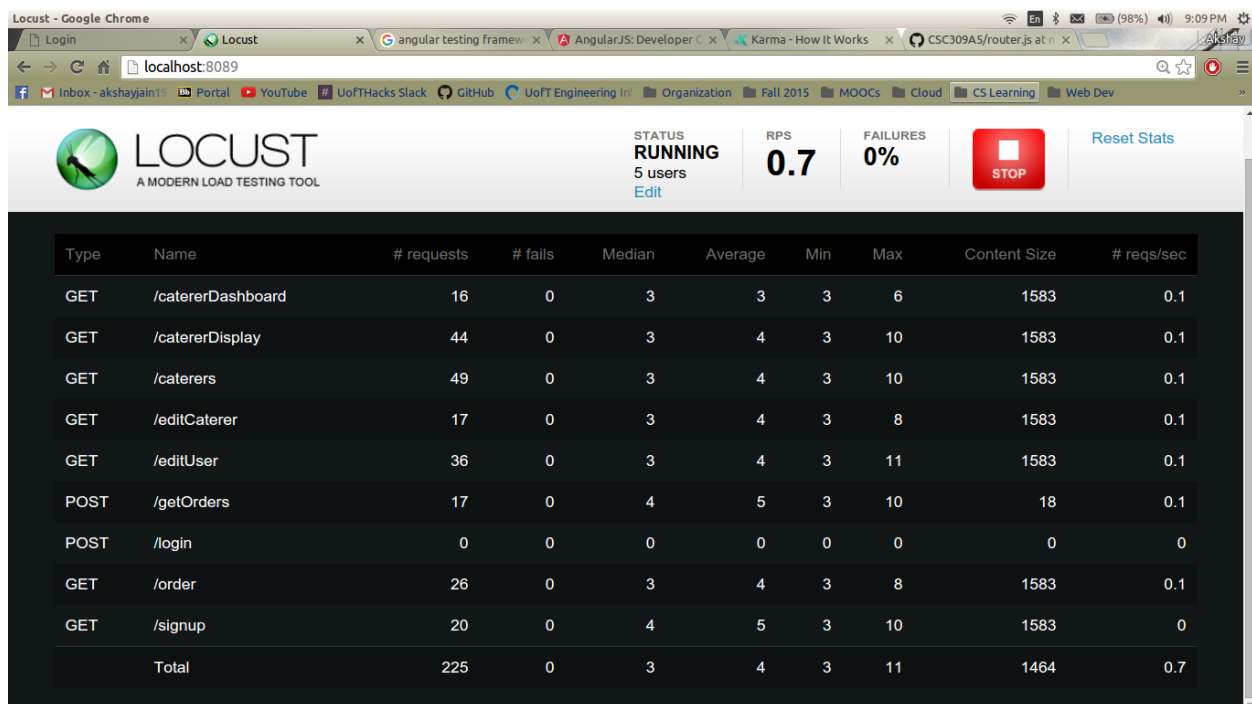 Locust - Google Chrome En (98%) 9:09 PM
Login Locust angular testing framew AngularJS: Developer G Karma - How It Works CSC309A5/router.js at n Akshay
localhost:8089
Inbox - akshayjain19 Portal YouTube UofTHacks Slack GitHub UofT Engineering In Organization Fall 2015 MOOCs Cloud CS Learning Web Dev »
LOCUST
A MODERN LOAD TESTING TOOL
STATUS
RUNNING
5 users
Edit
RPS
0.7
FAILURES
0%
STOP
Reset Stats
Type Name # requests # fails Median Average Min Max Content Size # reqs/sec
GET /catererDashboard 16 0 3 3 3 6 1583 0.1
GET /catererDisplay 44 0 3 4 3 10 1583 0.1
GET /caterers 49 0 3 4 3 10 1583 0.1
GET /editCaterer 17 0 3 4 3 8 1583 0.1
GET /editUser 36 0 3 4 3 11 1583 0.1
POST /getOrders 17 0 4 5 3 10 18 0.1
POST /login 0 0 0 0 0 0 0 0
GET /order 26 0 3 4 3 8 1583 0.1
GET /signup 20 0 4 5 3 10 1583 0
Total 225 0 3 4 3 11 1464 0.7